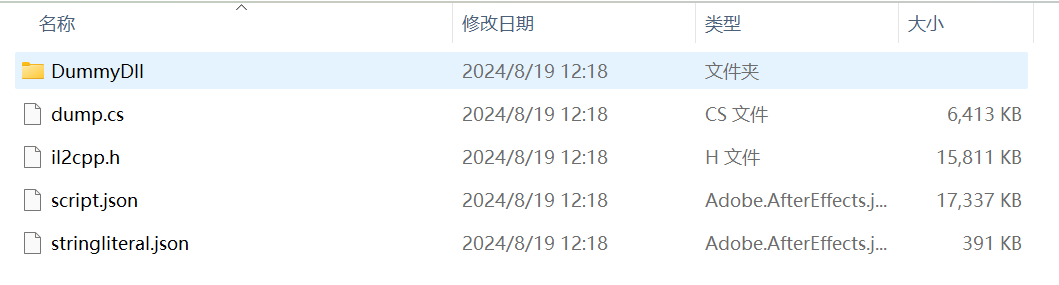 名称 修改日期 类型 大小
DummyDll 2024/8/19 12:18 文件夹
dump.cs 2024/8/19 12:18 CS 文件 6,413 KB
il2cpp.h 2024/8/19 12:18 H 文件 15,811 KB
script.json 2024/8/19 12:18 Adobe.AfterEffects.j... 17,337 KB
stringliteral.json 2024/8/19 12:18 Adobe.AfterEffects.j... 391 KB